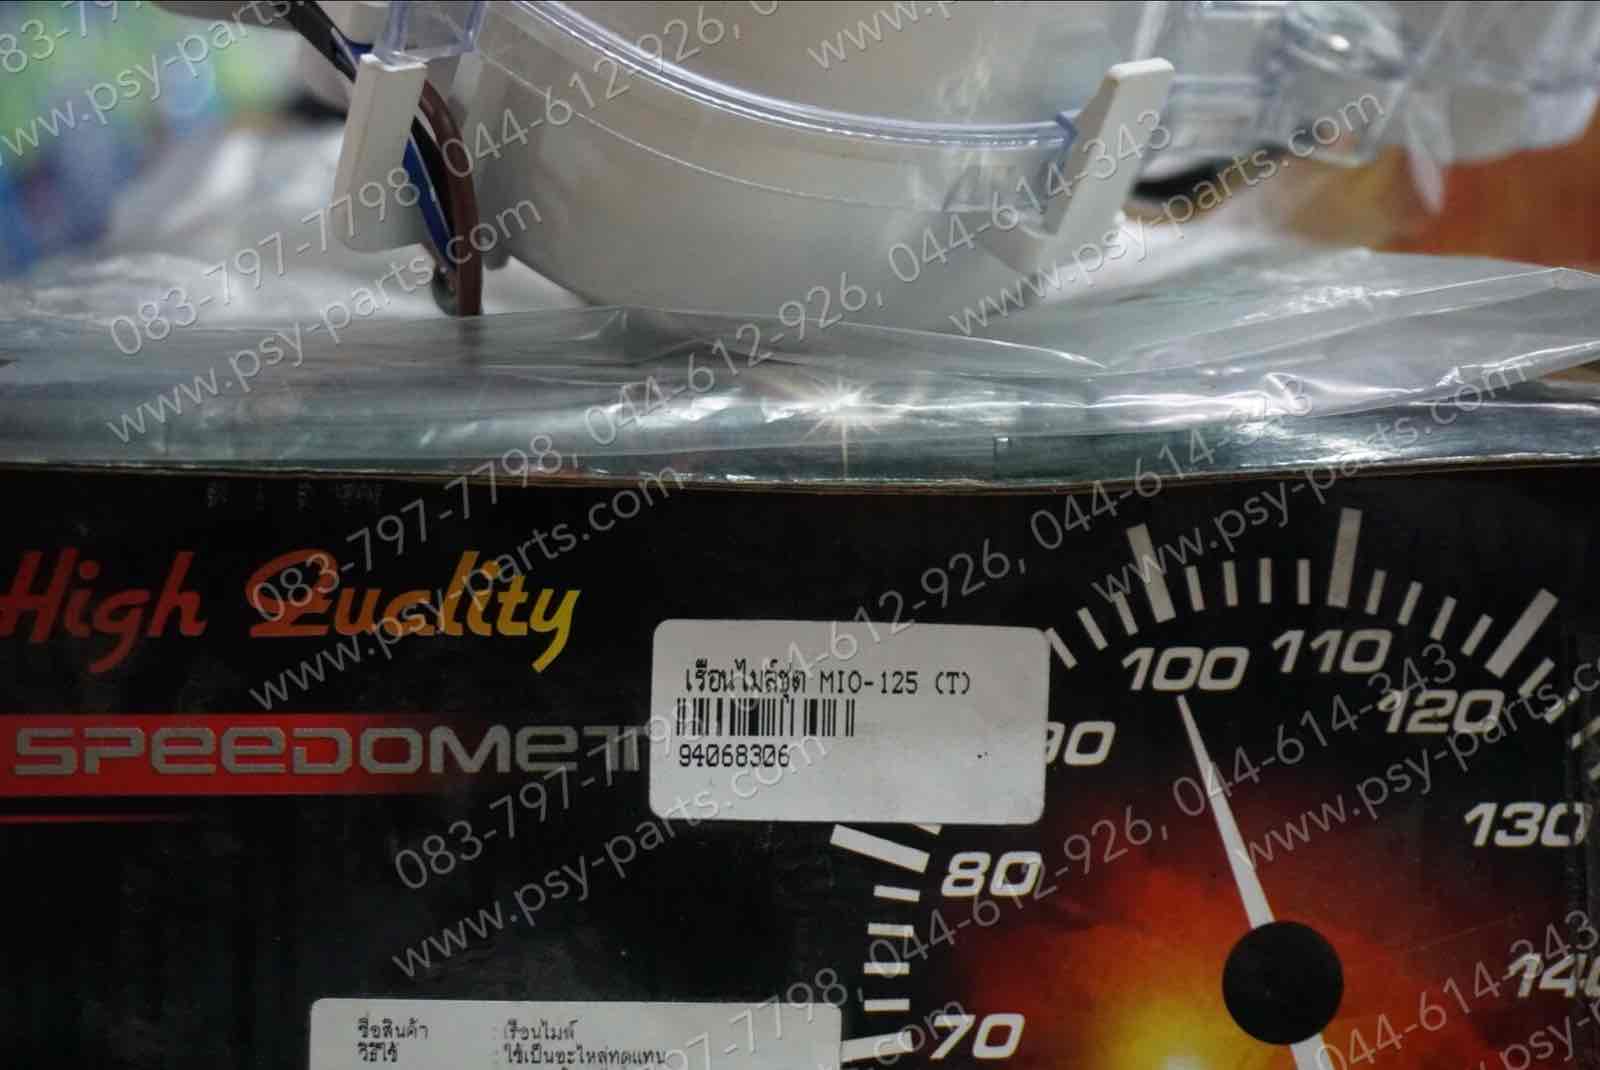 High Quality
SPEEDOMET
เรือนไมล์ชุด MIO-125 (T)
94068306
70
80
90
100
110
120
130
140
ชื่อสินค้า : เรือนไมล์
วิธีใช้ : ใช้เป็นอะไหล่ทดแทน
083-797-7798, 044-612-926, 044-614-343
www.psy-parts.com